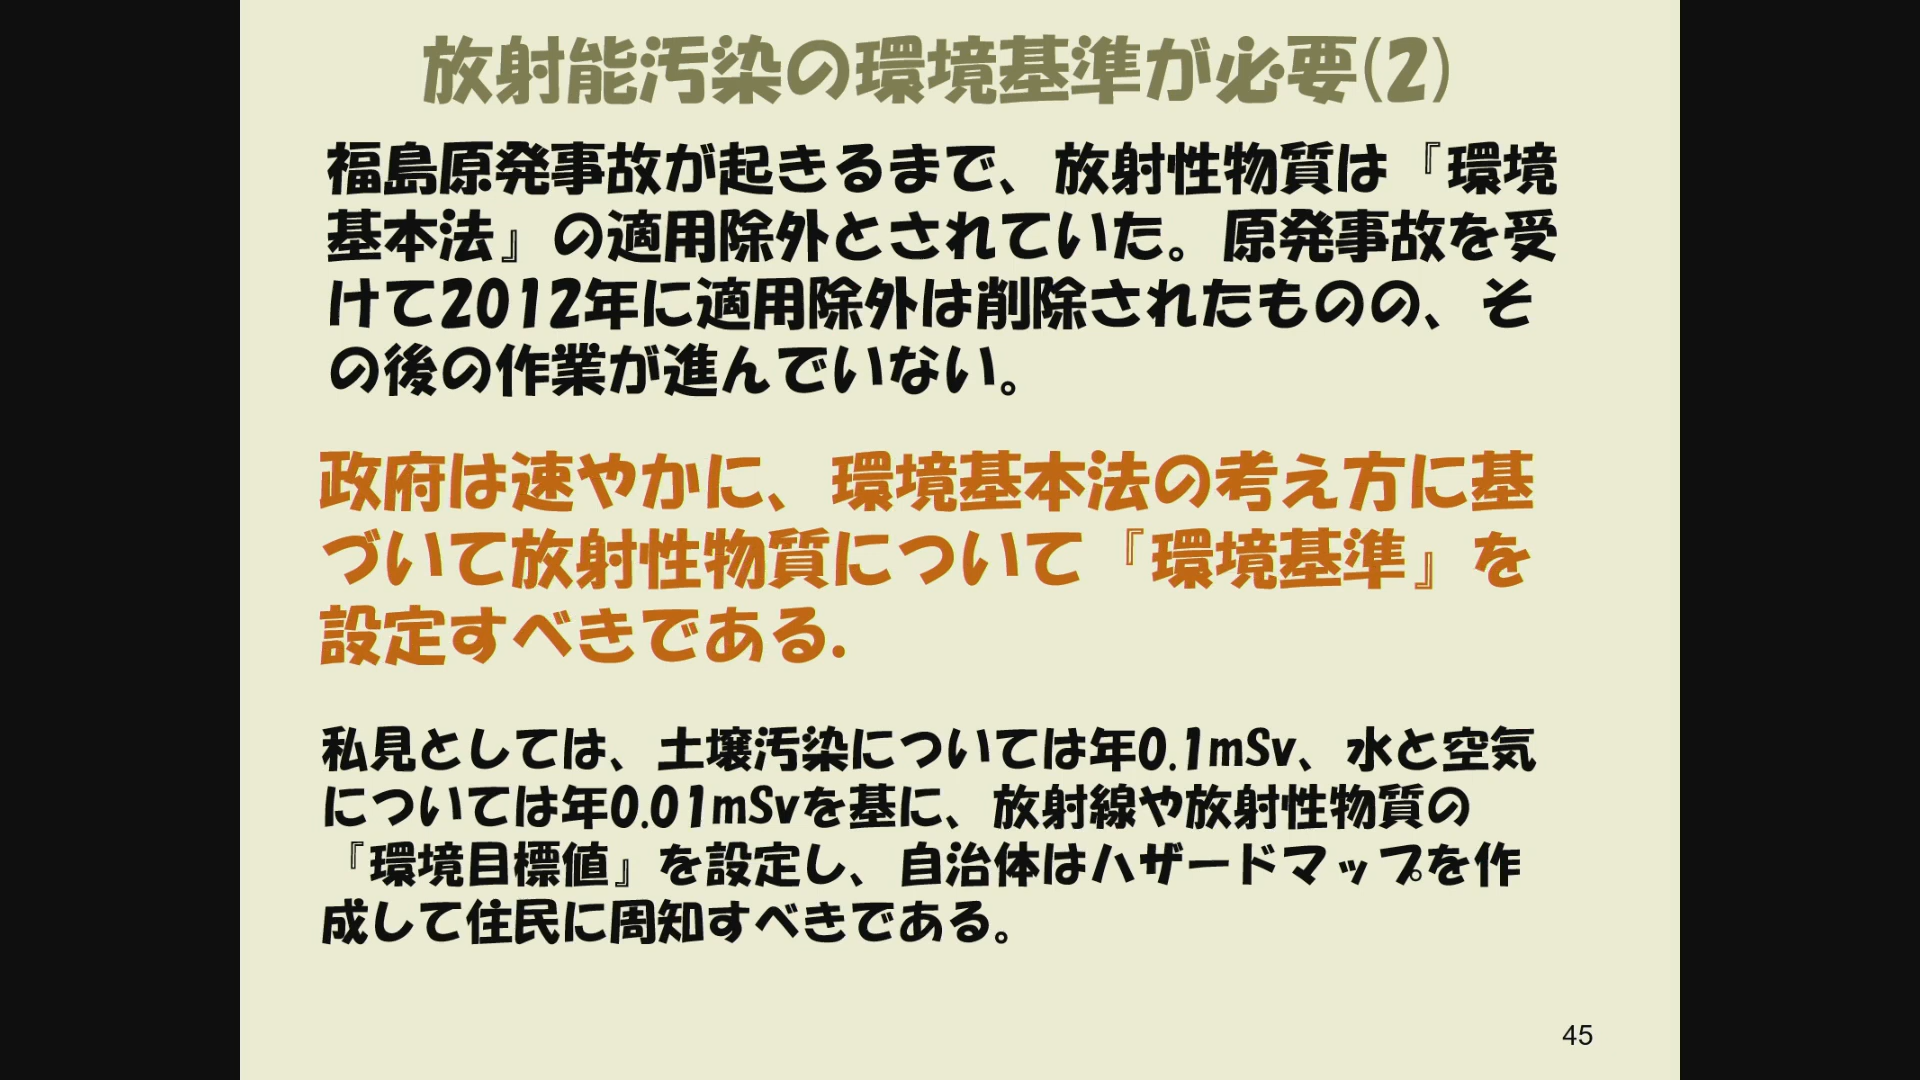 放射能汚染の環境基準が必要(2)
福島原発事故が起きるまで、放射性物質は『環境
基本法』の適用除外とされていた。原発事故を受
けて2012年に適用除外は削除されたものの、そ
の後の作業が進んでいない。
政府は速やかに、環境基本法の考え方に基
づいて放射性物質について『環境基準』を
設定すべきである.
私見としては、土壌汚染については年0.1mSv、水と空気
については年0.01mSvを基に、放射線や放射性物質の
『環境目標値』を設定し、自治体はハザードマップを作
成して住民に周知すべきである。
45